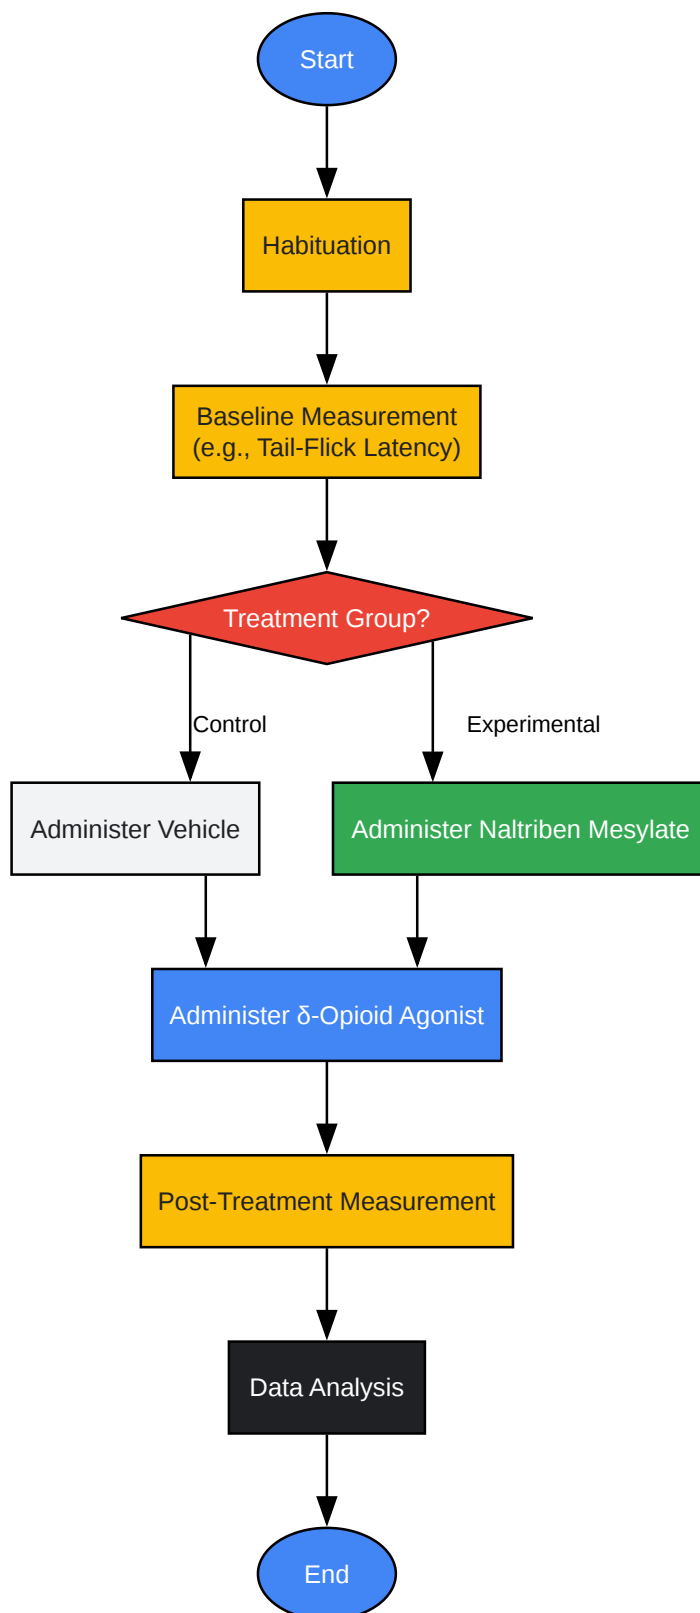 Start
Habituation
Baseline Measurement
(e.g., Tail-Flick Latency)
Treatment Group?
Control
Experimental
Administer Vehicle
Administer Naltriben Mesylate
Administer δ-Opioid Agonist
Post-Treatment Measurement
Data Analysis
End